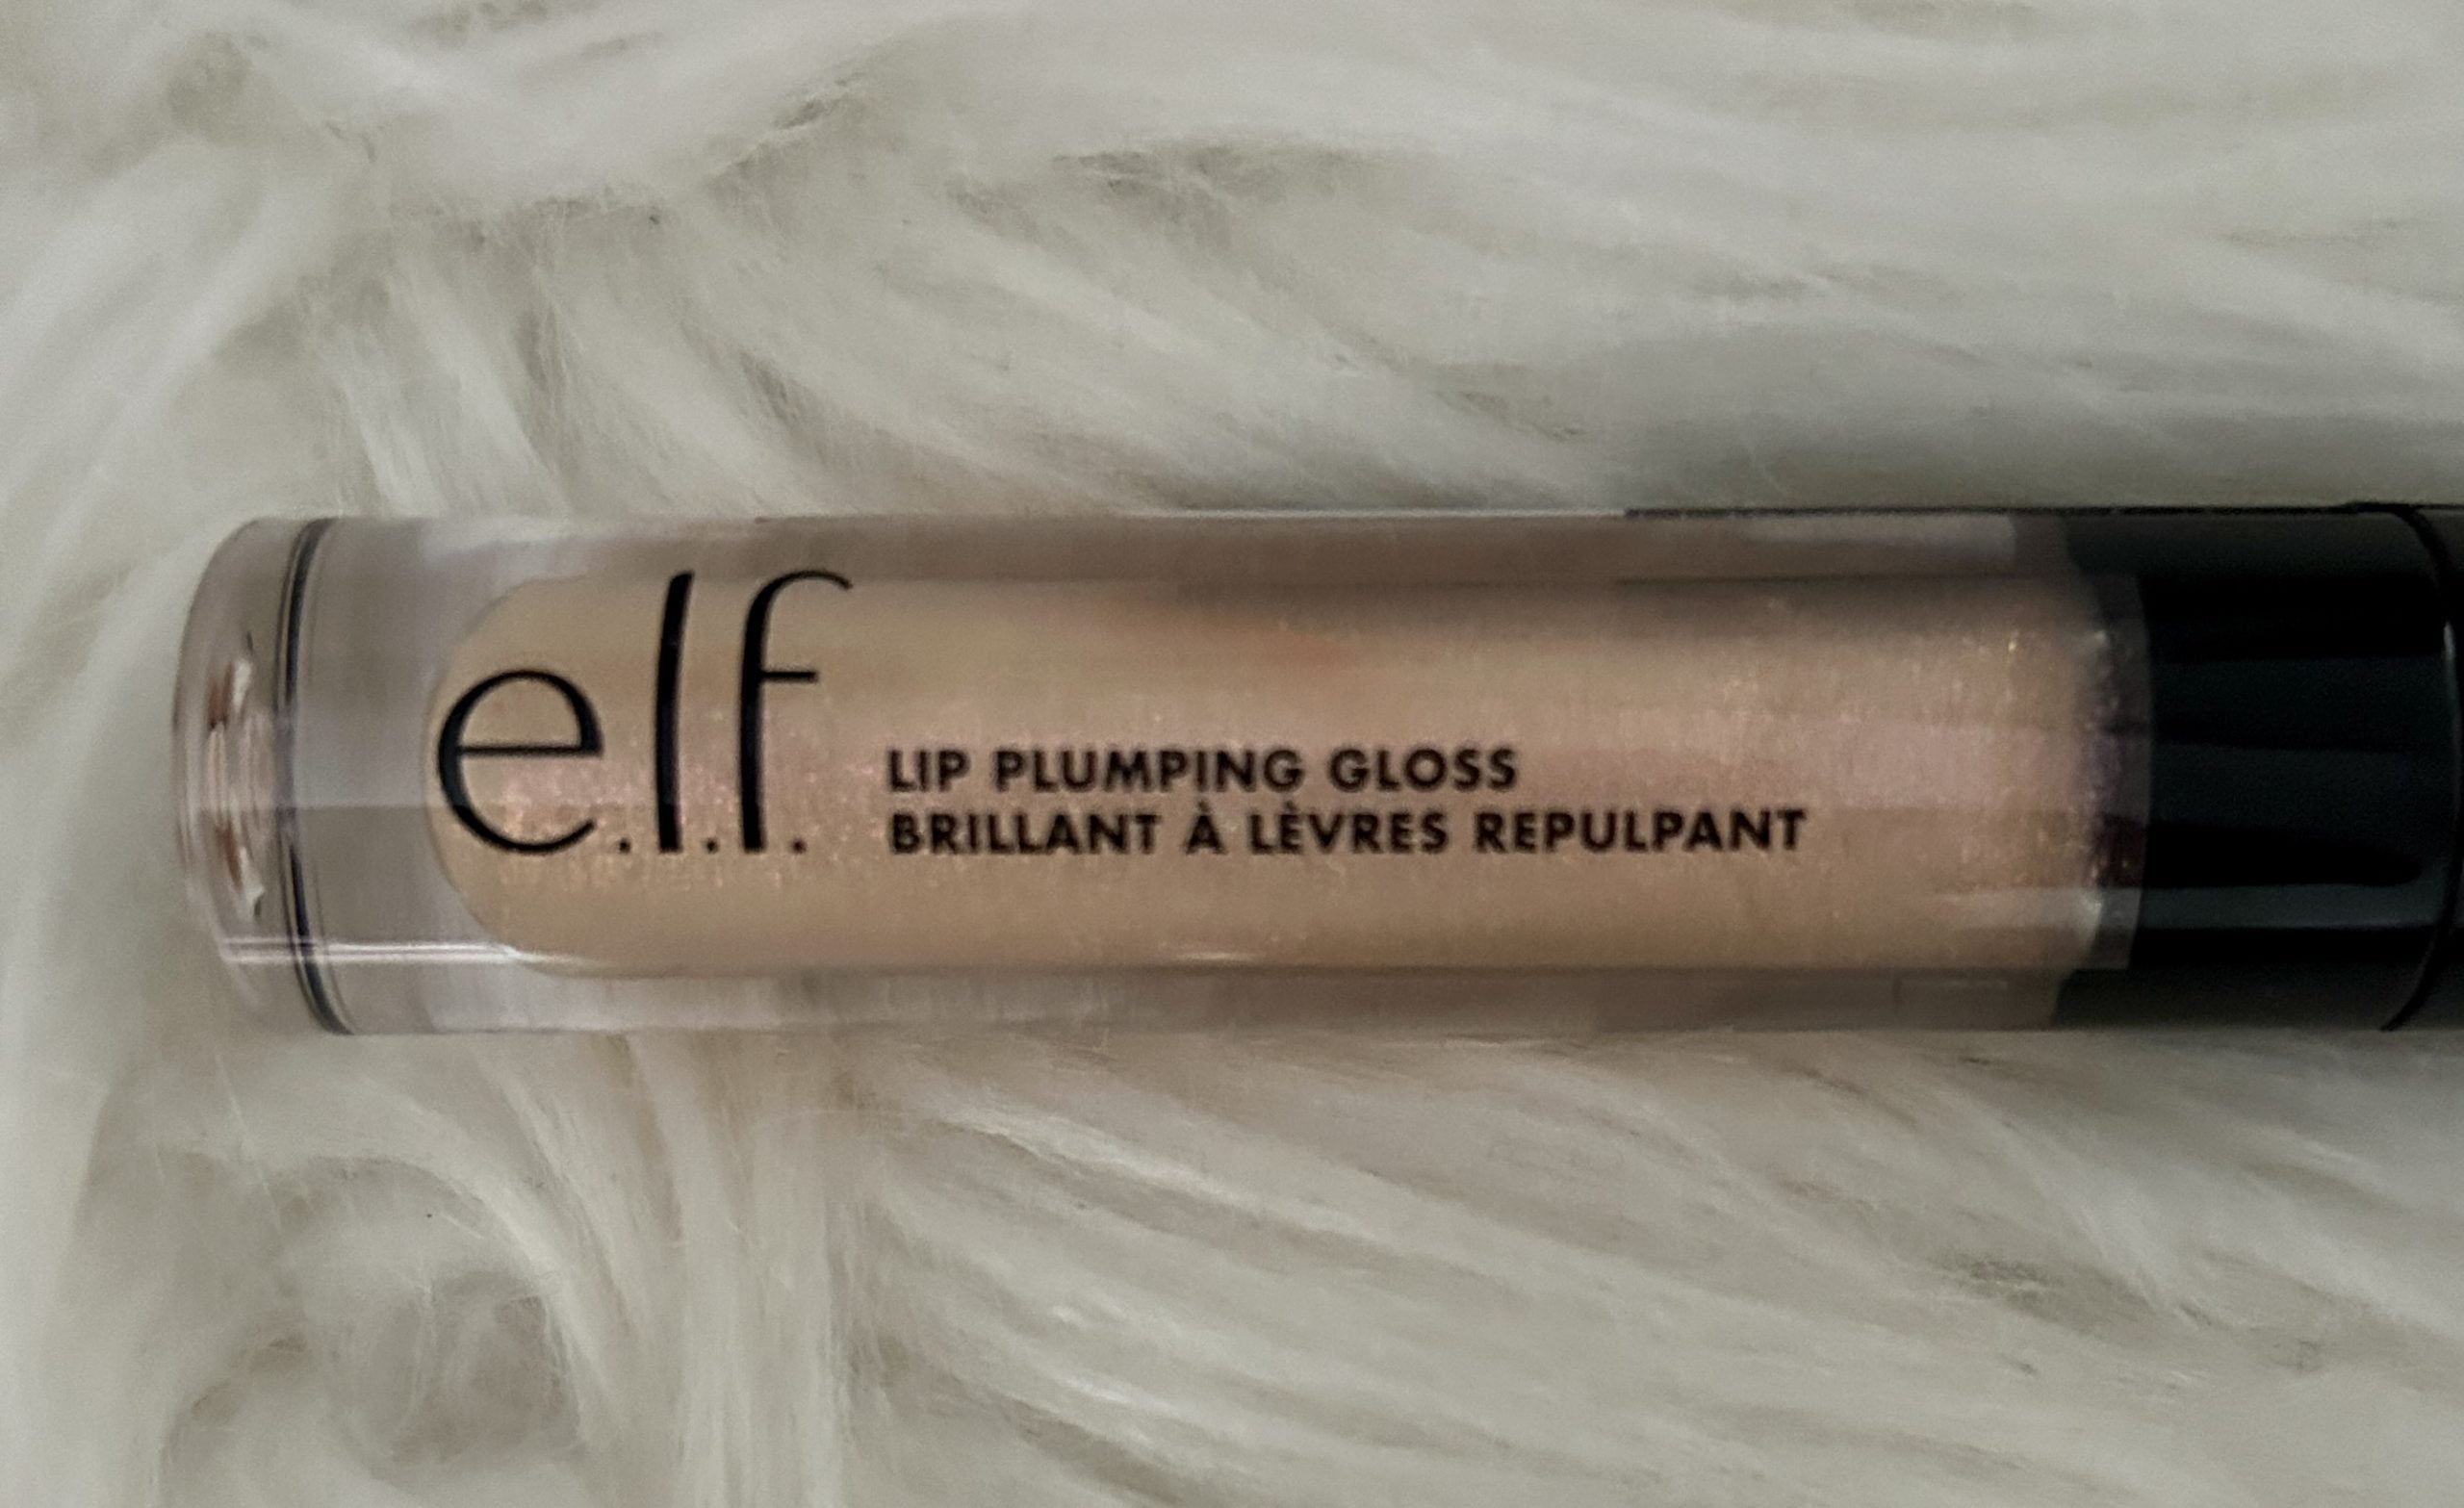 e.l.f.
LIP PLUMPING GLOSS
BRILLANT À LÈVRES REPULPANT